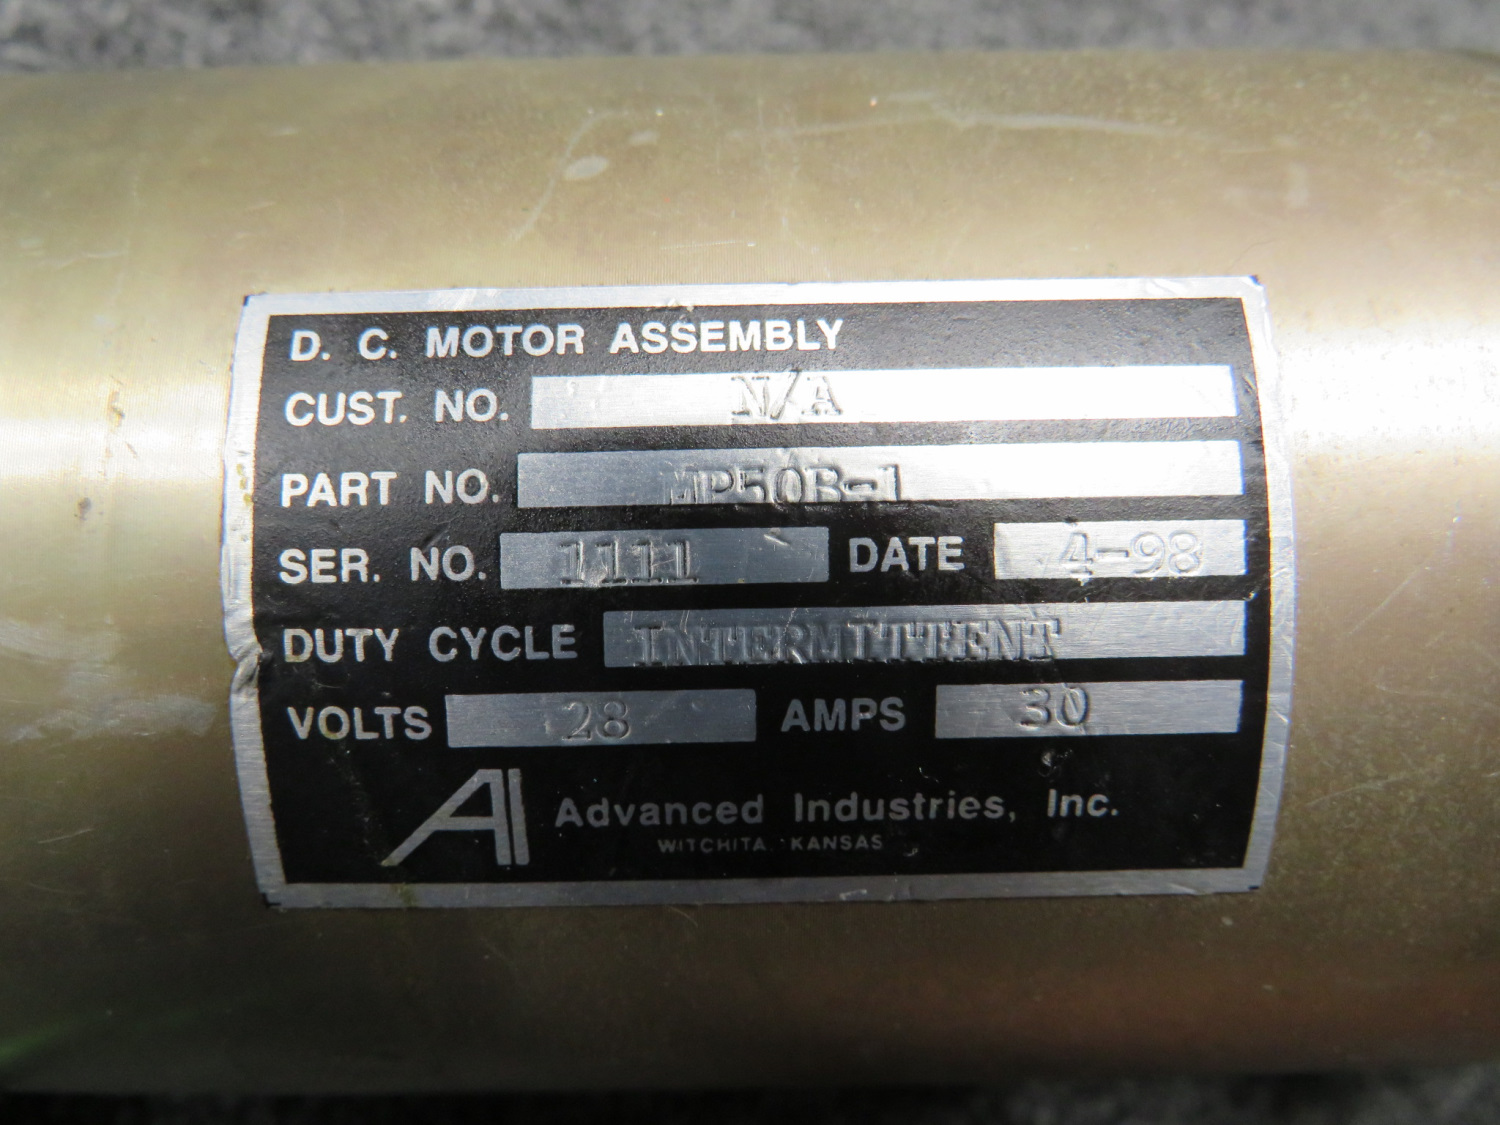 D. C. MOTOR ASSEMBLY
CUST. NO. N/A
PART NO. MP50B-1
SER. NO. 1111 DATE 4-98
DUTY CYCLE INTERMITTENT
VOLTS 28 AMPS 30
AI Advanced Industries, Inc.
WITCHITA, KANSAS